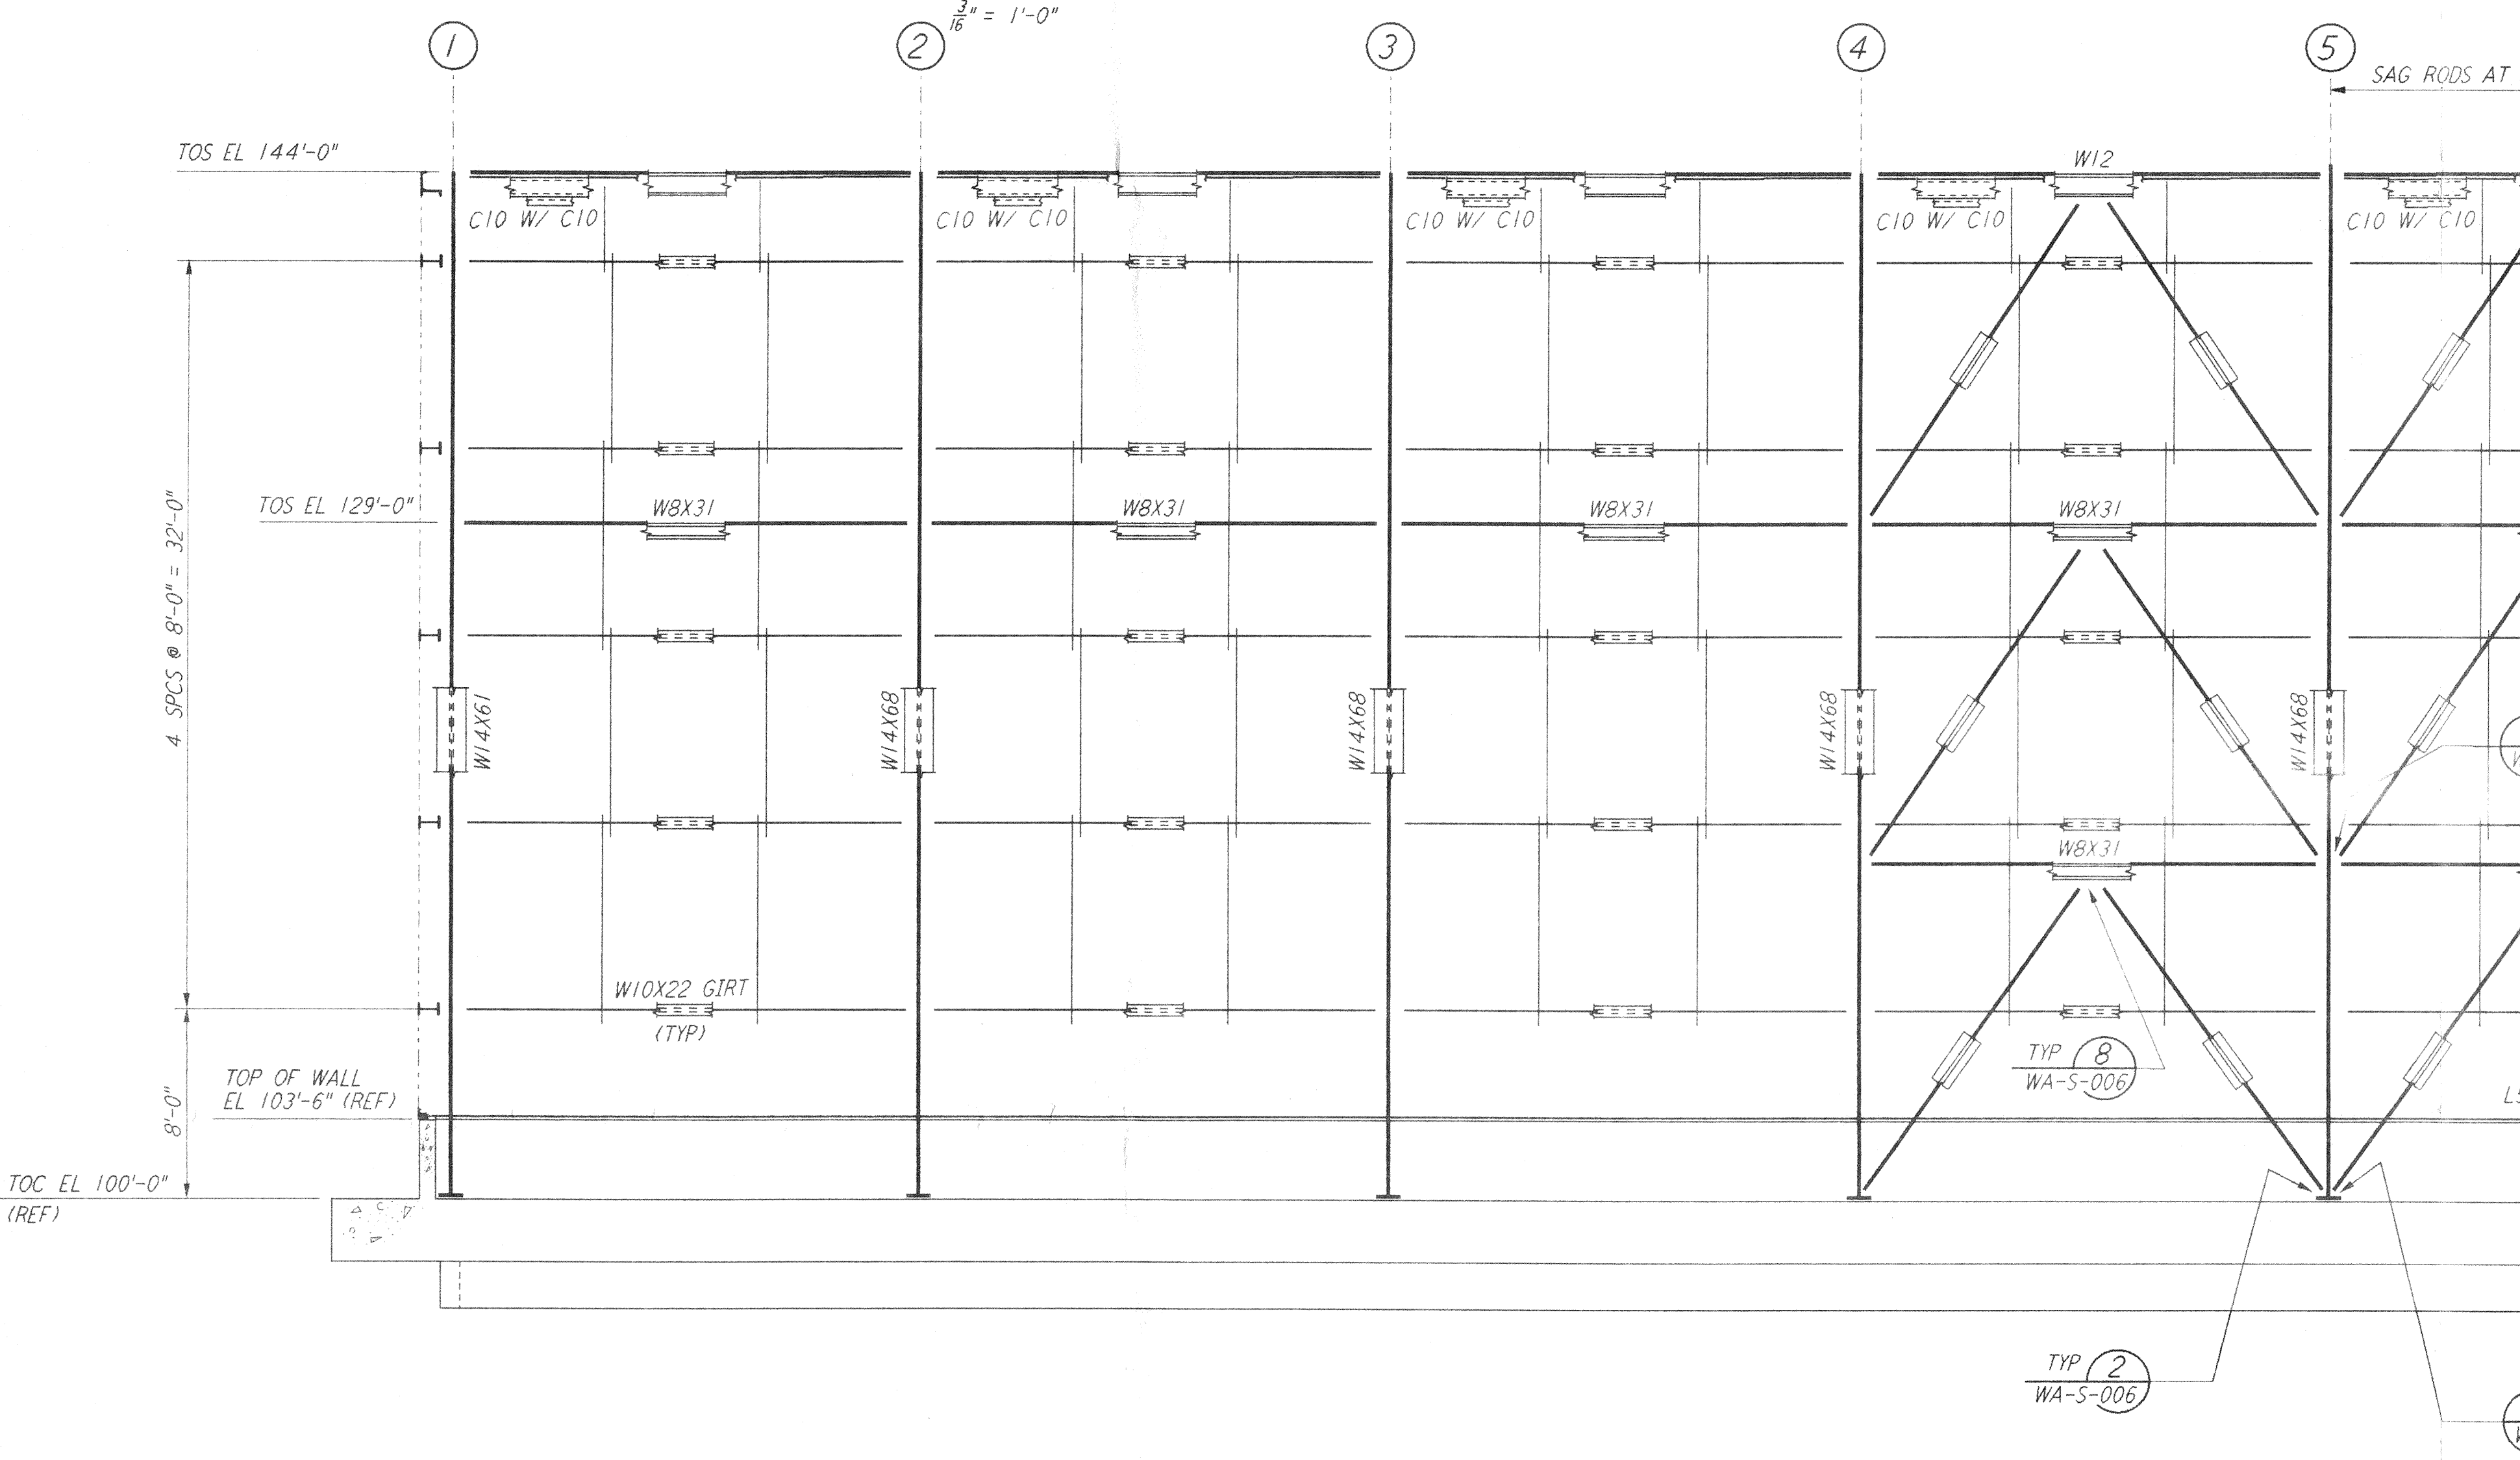 3/16" = 1'-0"
1
2
3
4
5
SAG RODS AT
TOS EL 144'-0"
W12
C10 W/ C10
C10 W/ C10
C10 W/ C10
C10 W/ C10
C10 W/ C10
TOS EL 129'-0"
W8X31
W8X31
W8X31
W8X31
4 SPCS @ 8'-0" = 32'-0"
W14X61
W14X68
W14X68
W14X68
W14X68
W8X31
W10X22 GIRT
(TYP)
TYP 8
WA-S-006
TOP OF WALL
EL 103'-6" (REF)
8'-0"
TOC EL 100'-0"
(REF)
TYP 2
WA-S-006